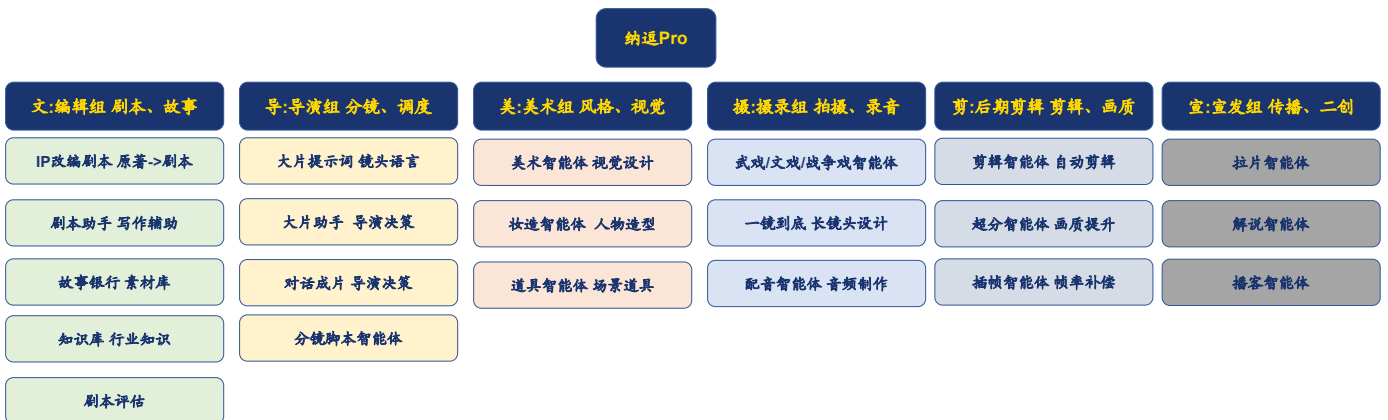 纳逗Pro
文:编辑组 剧本、故事
导:导演组 分镜、调度
美:美术组 风格、视觉
摄:摄录组 拍摄、录音
剪:后期剪辑 剪辑、画质
宣:宣发组 传播、二创
IP改编剧本 原著->剧本
大片提示词 镜头语言
美术智能体 视觉设计
武戏/文戏/战争戏智能体
剪辑智能体 自动剪辑
拉片智能体
剧本助手 写作辅助
大片助手 导演决策
妆造智能体 人物造型
一镜到底 长镜头设计
超分智能体 画质提升
解说智能体
故事银行 素材库
对话成片 导演决策
道具智能体 场景道具
配音智能体 音频制作
插帧智能体 帧率补偿
播客智能体
知识库 行业知识
分镜脚本智能体
剧本评估